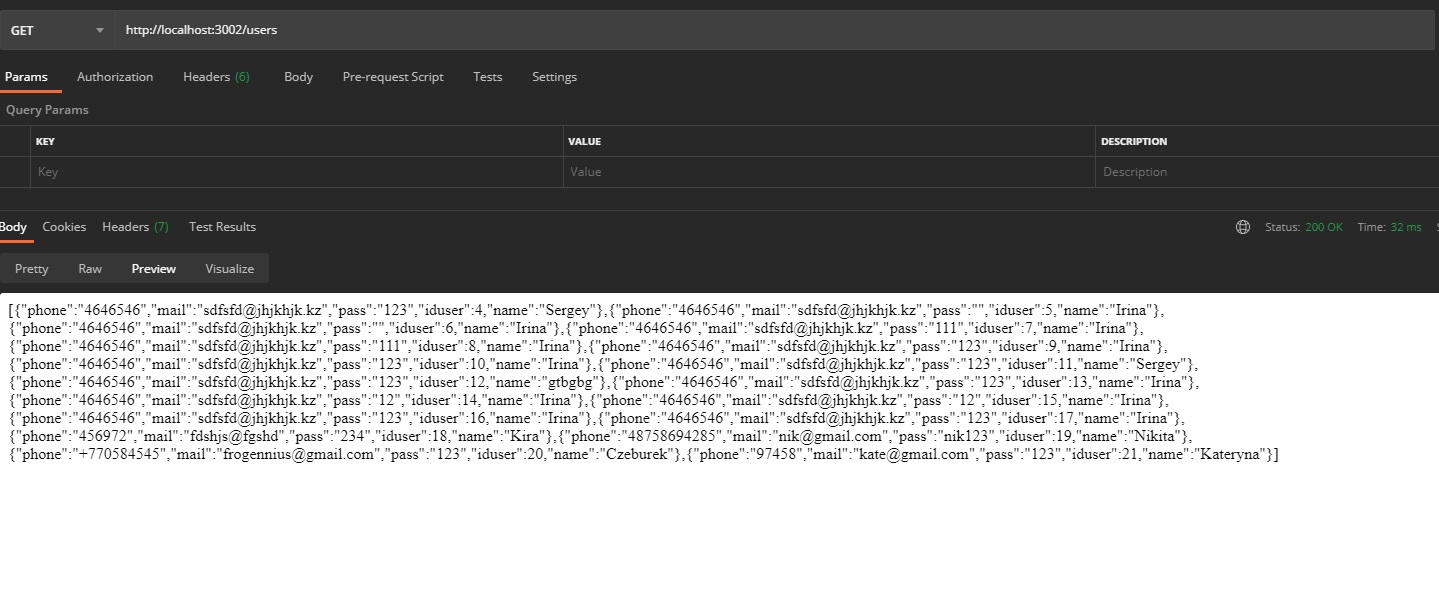 GET http://localhost:3002/users
Params Authorization Headers (6) Body Pre-request Script Tests Settings
Query Params
KEY VALUE DESCRIPTION
Key Value Description
Body Cookies Headers (7) Test Results Status: 200 OK Time: 32 ms
Pretty Raw Preview Visualize
[{"phone":"4646546","mail":"sdfsfd@jhjkhjk.kz","pass":"123","iduser":4,"name":"Sergey"},{"phone":"4646546","mail":"sdfsfd@jhjkhjk.kz","pass":"","iduser":5,"name":"Irina"},
{"phone":"4646546","mail":"sdfsfd@jhjkhjk.kz","pass":"","iduser":6,"name":"Irina"},{"phone":"4646546","mail":"sdfsfd@jhjkhjk.kz","pass":"111","iduser":7,"name":"Irina"},
{"phone":"4646546","mail":"sdfsfd@jhjkhjk.kz","pass":"111","iduser":8,"name":"Irina"},{"phone":"4646546","mail":"sdfsfd@jhjkhjk.kz","pass":"123","iduser":9,"name":"Irina"},
{"phone":"4646546","mail":"sdfsfd@jhjkhjk.kz","pass":"123","iduser":10,"name":"Irina"},{"phone":"4646546","mail":"sdfsfd@jhjkhjk.kz","pass":"123","iduser":11,"name":"Sergey"},
{"phone":"4646546","mail":"sdfsfd@jhjkhjk.kz","pass":"123","iduser":12,"name":"gtbgbg"},{"phone":"4646546","mail":"sdfsfd@jhjkhjk.kz","pass":"123","iduser":13,"name":"Irina"},
{"phone":"4646546","mail":"sdfsfd@jhjkhjk.kz","pass":"12","iduser":14,"name":"Irina"},{"phone":"4646546","mail":"sdfsfd@jhjkhjk.kz","pass":"12","iduser":15,"name":"Irina"},
{"phone":"4646546","mail":"sdfsfd@jhjkhjk.kz","pass":"123","iduser":16,"name":"Irina"},{"phone":"4646546","mail":"sdfsfd@jhjkhjk.kz","pass":"123","iduser":17,"name":"Irina"},
{"phone":"456972","mail":"fdshjs@fgshd","pass":"234","iduser":18,"name":"Kira"},{"phone":"48758694285","mail":"nik@gmail.com","pass":"nik123","iduser":19,"name":"Nikita"},
{"phone":"+770584545","mail":"frogennius@gmail.com","pass":"123","iduser":20,"name":"Czeburek"},{"phone":"97458","mail":"kate@gmail.com","pass":"123","iduser":21,"name":"Kateryna"}]